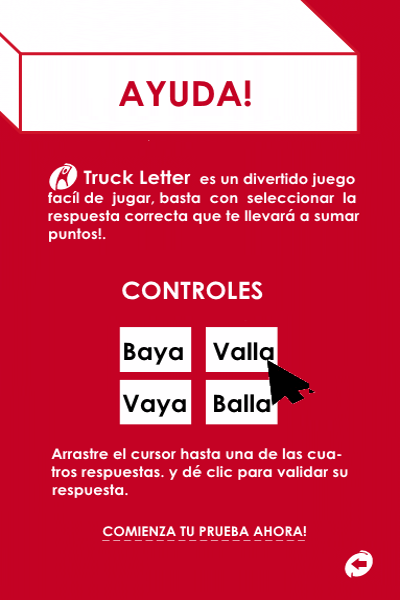 AYUDA!
Truck Letter es un divertido juego
facíl de jugar, basta con seleccionar la
respuesta correcta que te llevará a sumar
puntos!.
CONTROLES
Baya Valla
Vaya Balla
Arrastre el cursor hasta una de las cua-
tros respuestas. y dé clic para validar su
respuesta.
COMIENZA TU PRUEBA AHORA!